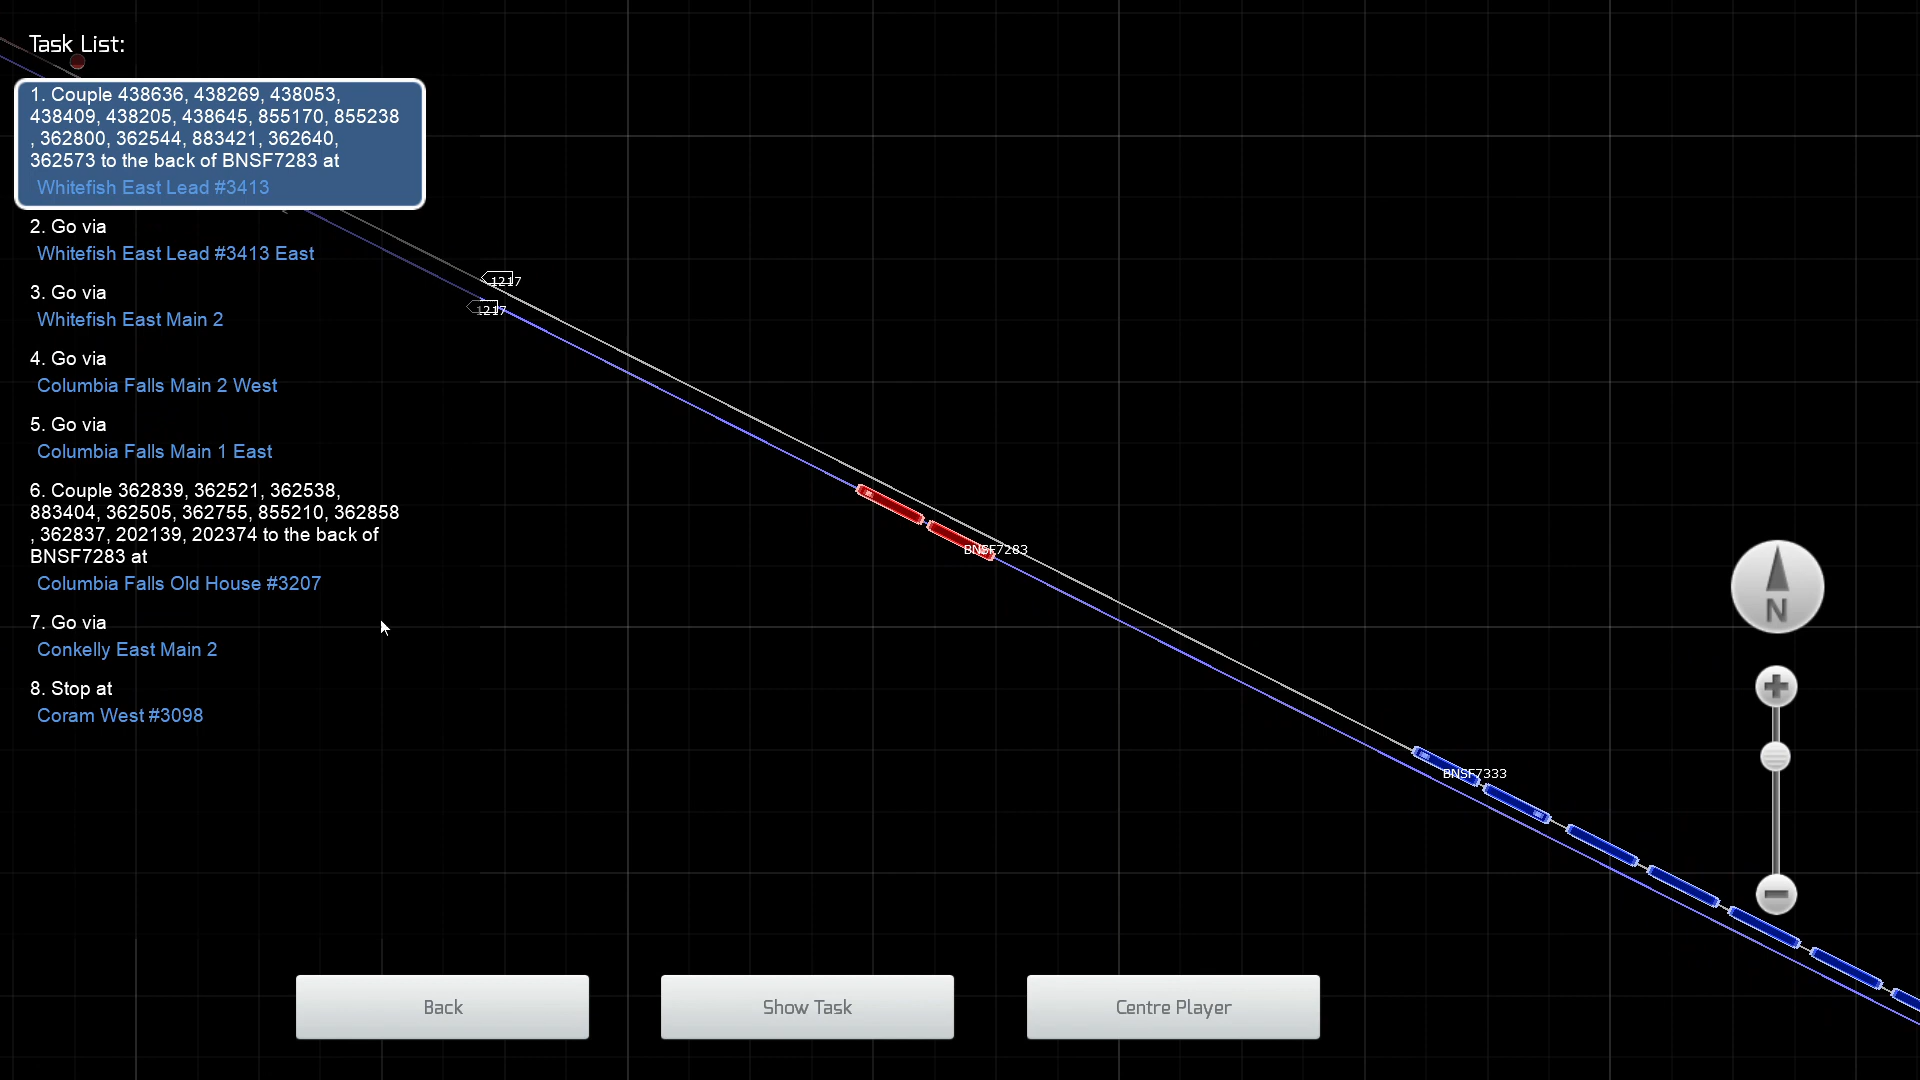 Task List:
1. Couple 438636, 438269, 438053,
438409, 438205, 438645, 855170, 855238
, 362800, 362544, 883421, 362640,
362573 to the back of BNSF7283 at
Whitefish East Lead #3413
2. Go via
Whitefish East Lead #3413 East
3. Go via
Whitefish East Main 2
4. Go via
Columbia Falls Main 2 West
5. Go via
Columbia Falls Main 1 East
6. Couple 362839, 362521, 362538,
883404, 362505, 362755, 855210, 362858
, 362837, 202139, 202374 to the back of
BNSF7283 at
Columbia Falls Old House #3207
7. Go via
Conkelly East Main 2
8. Stop at
Coram West #3098
1217
1217
BNSF7283
BNSF7333
N
Back
Show Task
Centre Player